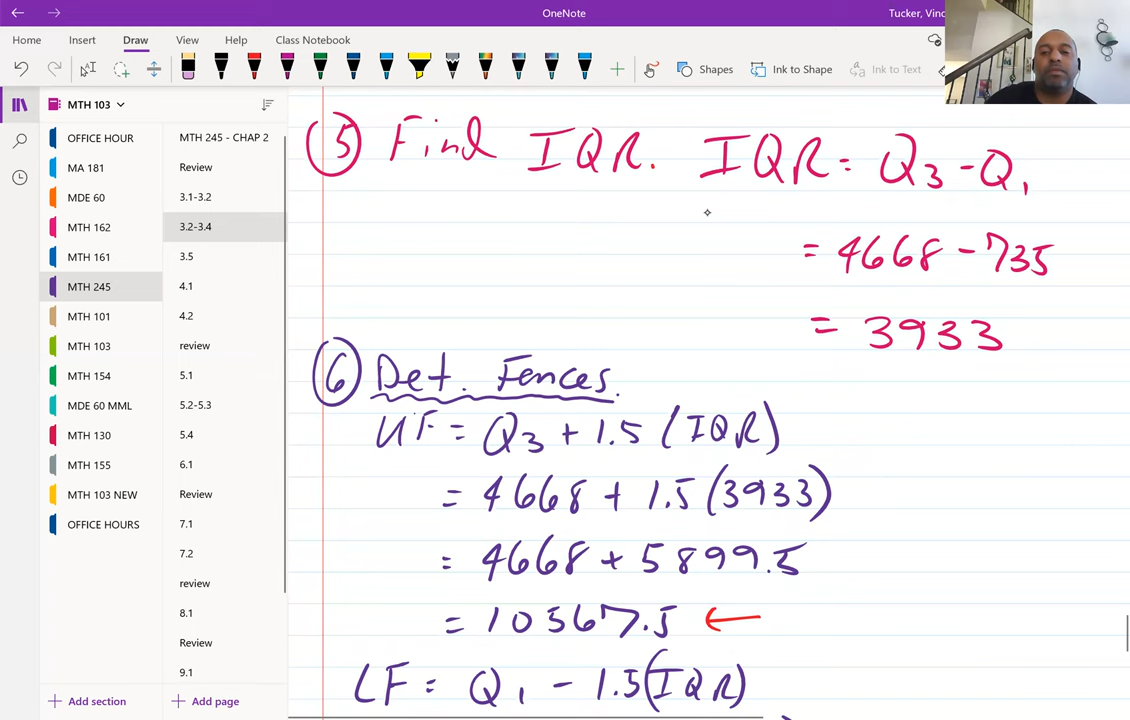 OneNote
Tucker, Vinc
Home Insert Draw View Help Class Notebook
Shapes Ink to Shape Ink to Text
MTH 103
OFFICE HOUR
MA 181
MDE 60
MTH 162
MTH 161
MTH 245
MTH 101
MTH 103
MTH 154
MDE 60 MML
MTH 130
MTH 155
MTH 103 NEW
OFFICE HOURS
Add section
MTH 245 - CHAP 2
Review
3.1-3.2
3.2-3.4
3.5
4.1
4.2
review
5.1
5.2-5.3
5.4
6.1
Review
7.1
7.2
review
8.1
Review
9.1
Add page
5 Find IQR. IQR = Q3 - Q1
= 4668 - 735
= 3933
6 Det. Fences.
UF = Q3 + 1.5 (IQR)
= 4668 + 1.5 (3933)
= 4668 + 5899.5
= 10567.5 ←
LF = Q1 - 1.5(IQR)